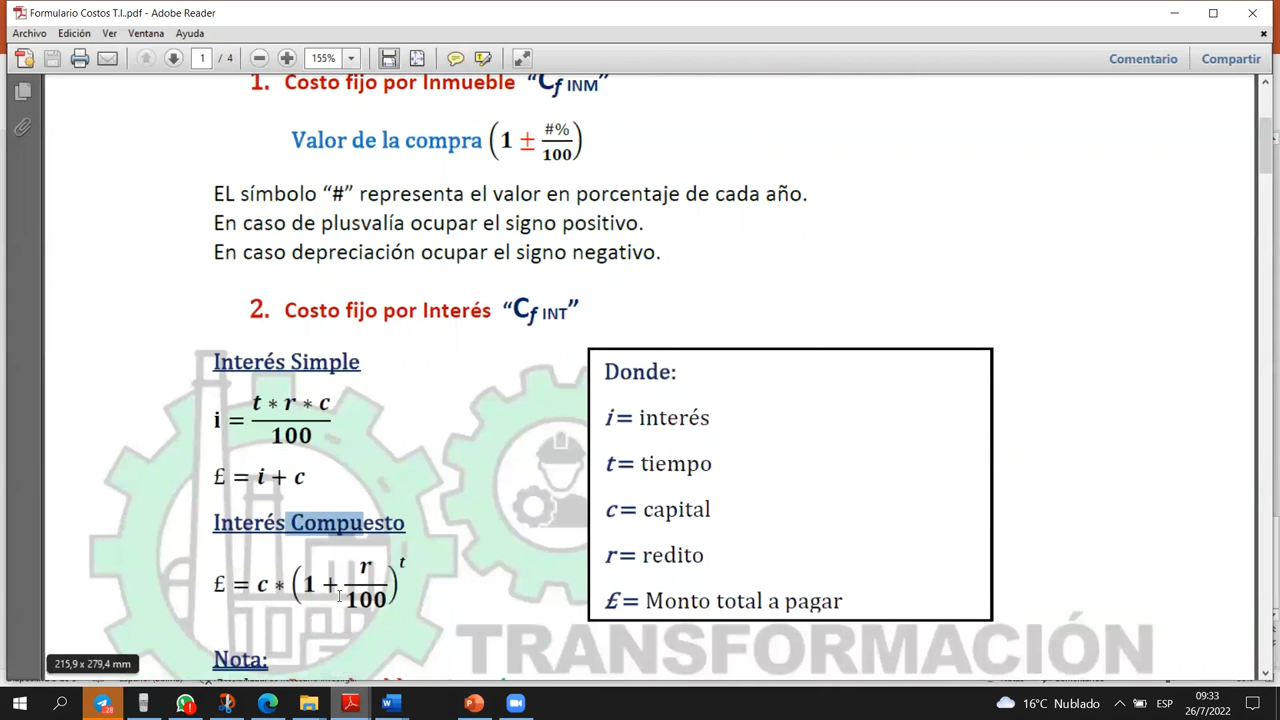 Formulario Costos T.I..pdf - Adobe Reader
Archivo Edición Ver Ventana Ayuda
1 / 4 155% Comentario Compartir
1. Costo fijo por Inmueble “Cf INM”
Valor de la compra (1 ± #%/100)
EL símbolo “#” representa el valor en porcentaje de cada año.
En caso de plusvalía ocupar el signo positivo.
En caso depreciación ocupar el signo negativo.
2. Costo fijo por Interés “Cf INT”
Interés Simple
i = t * r * c / 100
£ = i + c
Interés Compuesto
£ = c * (1 + r/100)^t
Nota:
Donde:
i = interés
t = tiempo
c = capital
r = redito
£ = Monto total a pagar
TRANSFORMACIÓN
215,9 x 279,4 mm
16°C Nublado ESP 09:33
26/7/2022